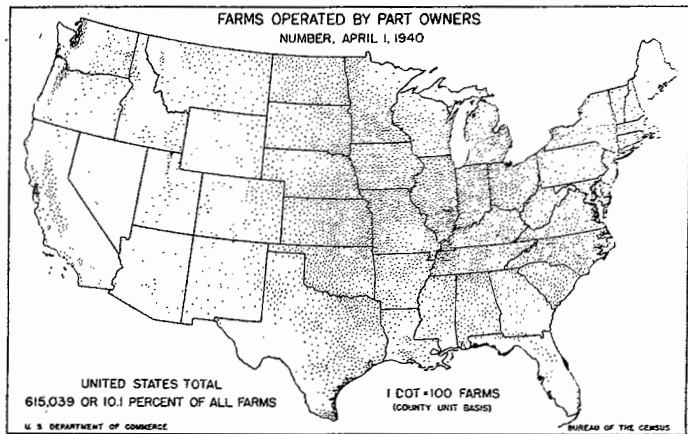 FARMS OPERATED BY PART OWNERS
NUMBER, APRIL 1, 1940
UNITED STATES TOTAL
615,039 OR 10.1 PERCENT OF ALL FARMS
1 DOT = 100 FARMS
(COUNTY UNIT BASIS)
U. S. DEPARTMENT OF COMMERCE
BUREAU OF THE CENSUS